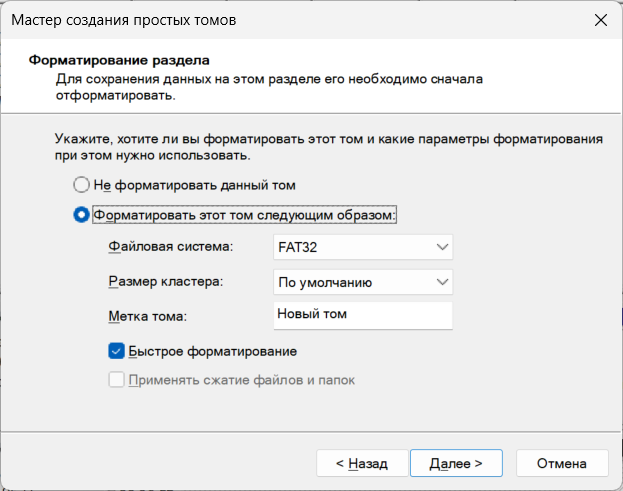 Мастер создания простых томов
Форматирование раздела
Для сохранения данных на этом разделе его необходимо сначала
отформатировать.
Укажите, хотите ли вы форматировать этот том и какие параметры форматирования
при этом нужно использовать.
Не форматировать данный том
Форматировать этот том следующим образом:
Файловая система: FAT32
Размер кластера: По умолчанию
Метка тома: Новый том
Быстрое форматирование
Применять сжатие файлов и папок
< Назад Далее > Отмена